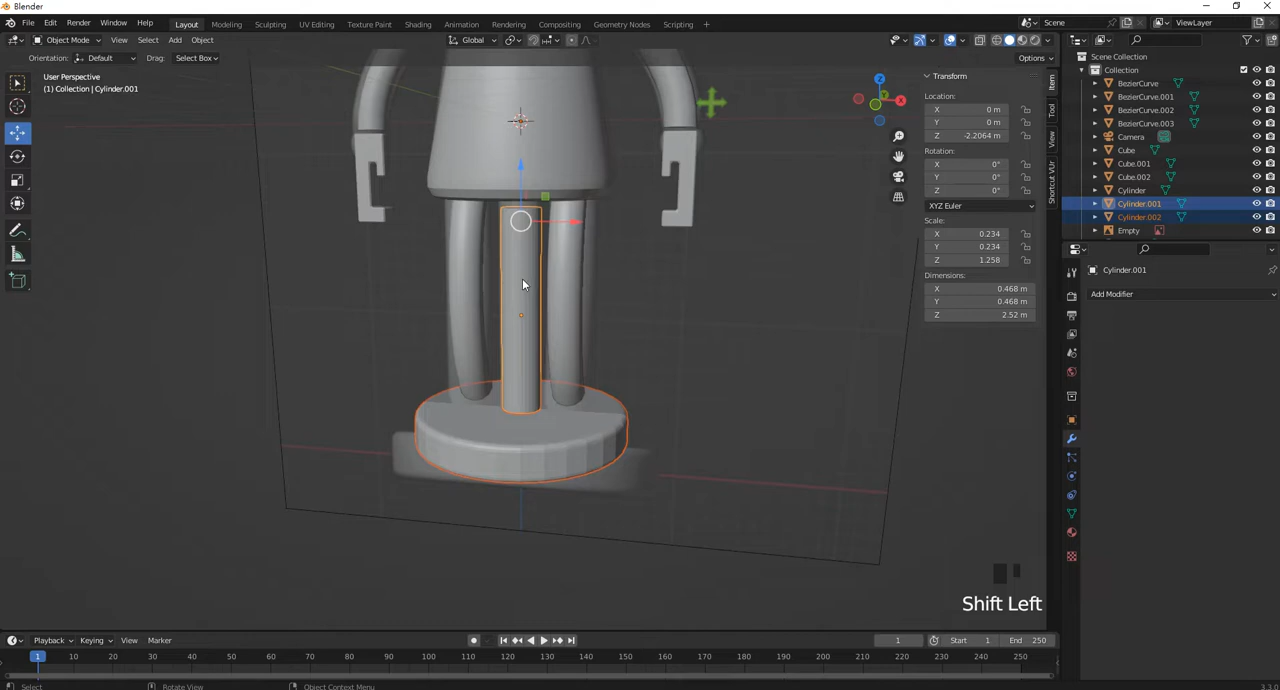 Blender
File Edit Render Window Help
Layout Modeling Sculpting UV Editing Texture Paint Shading Animation Rendering Compositing Geometry Nodes Scripting +
Scene ViewLayer
Object Mode View Select Add Object Global
Orientation: Default Drag: Select Box Options
User Perspective
(1) Collection | Cylinder.001
X
Y
Transform
Location:
X 0 m
Y 0 m
Z -2.2064 m
Rotation:
X 0°
Y 0°
Z 0°
XYZ Euler
Scale:
X 0.234
Y 0.234
Z 1.258
Dimensions:
X 0.468 m
Y 0.468 m
Z 2.52 m
Item
Tool
View
Shortcut VUr
Scene Collection
Collection
BezierCurve
BezierCurve.001
BezierCurve.002
BezierCurve.003
Camera
Cube
Cube.001
Cube.002
Cylinder
Cylinder.001
Cylinder.002
Empty
Cylinder.001
Add Modifier
Shift Left
Playback Keying View Marker 1 Start 1 End 250
1 10 20 30 40 50 60 70 80 90 100 110 120 130 140 150 160 170 180 190 200 210 220 230 240 250
Select Rotate View Object Context Menu 3.3.0